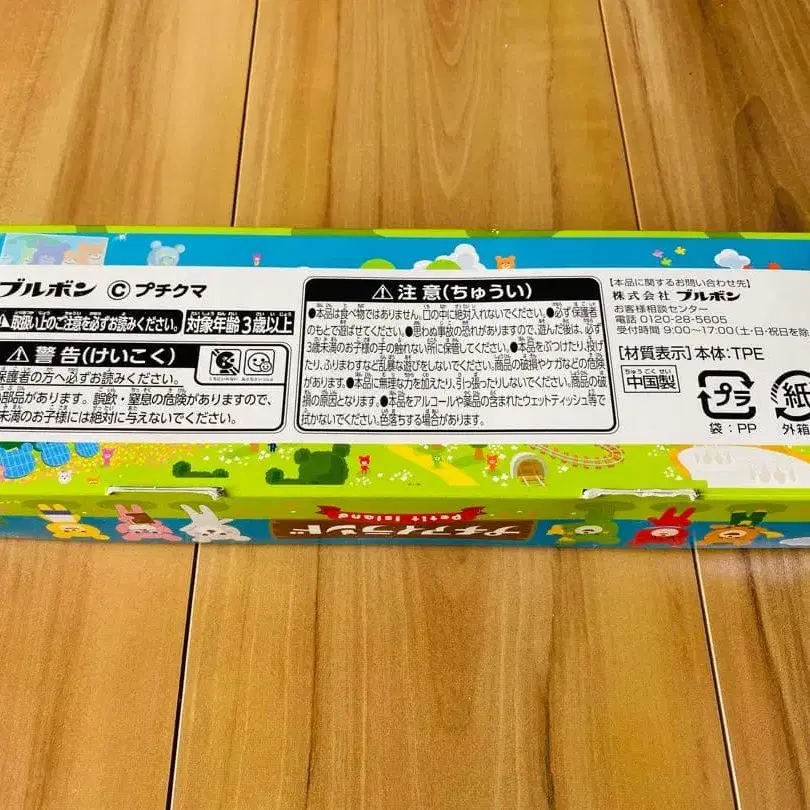 ブルボン Ⓒ プチクマ
⚠取扱い上のご注意を必ずお読みください。 対象年齢3歳以上
⚠警告(けいこく)
保護者の方へ必ずお読みください。
部品があります。誤飲・窒息の危険がありますので、
未満のお子様には絶対に与えないでください。
⚠注意(ちゅうい)
●本品は食べ物ではありません。口の中に絶対入れないでください。●必ず保護者
のもとで遊ばせてください。●思わぬ事故の恐れがありますので、遊んだ後は、必ず
3歳未満のお子様の手の触れない所に保管してください。●本品をぶつけたり、投げ
たり、ふりまわすなど乱暴な遊びをしないでください。商品の破損やケガなどの危険
があります。●本品に無理な力を加えたり、引っ張ったりしないでください。商品の破
損の原因となります。●本品をアルコールや薬品の含まれたウェットティッシュ等で
拭かないでください。色落ちする場合があります。
[本品に関するお問い合わせ先]
株式会社 ブルボン
お客様相談センター
電話 0120-28-5605
受付時間 9:00〜17:00(土・日・祝日を除
[材質表示]本体:TPE
ちゅうごくせい
中国製
プラ
袋:PP
紙
外箱
Petit Island
プチアイランド